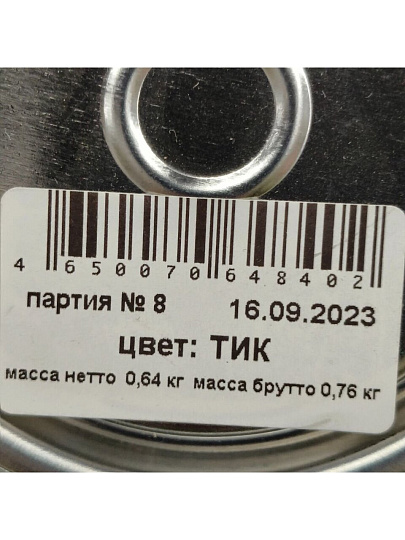 4 650070 648402
партия № 8 16.09.2023
цвет: ТИК
масса нетто 0,64 кг масса брутто 0,76 кг